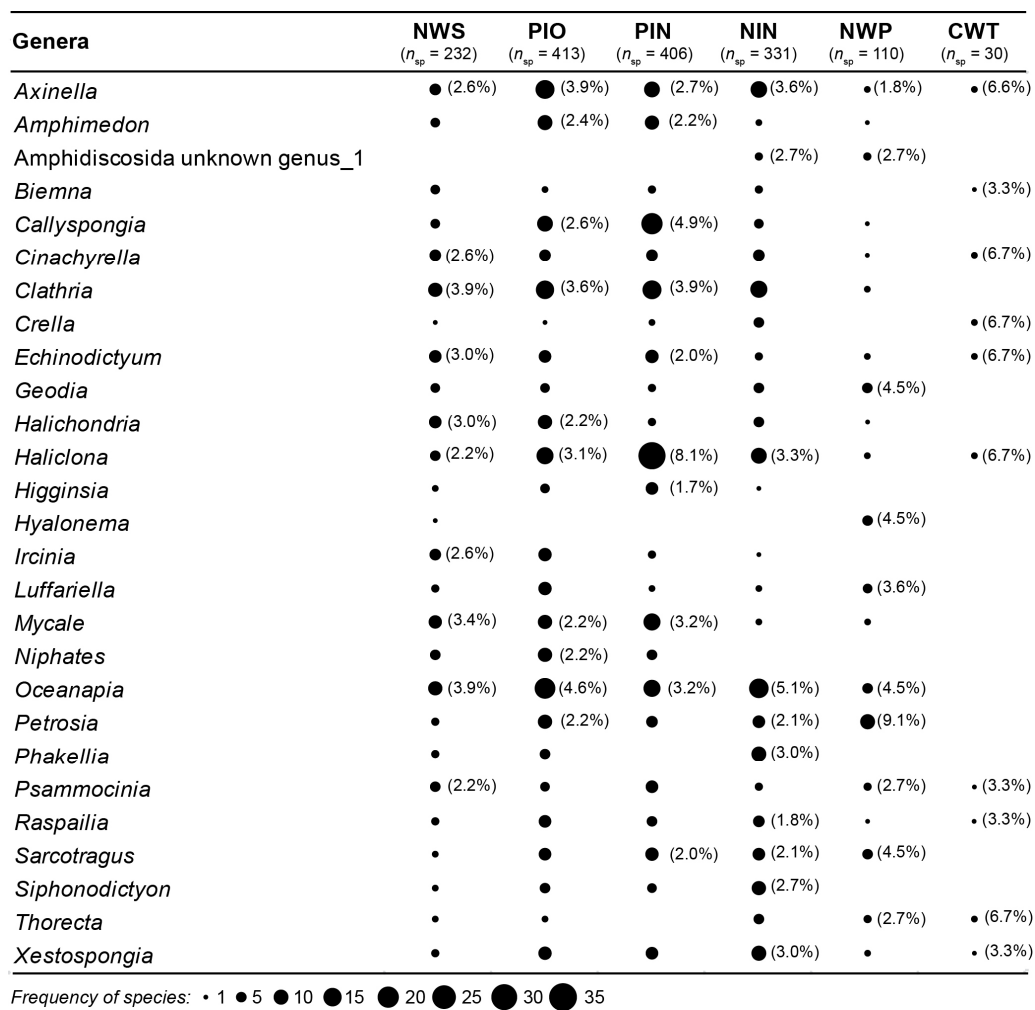 Genera NWS PIO PIN NIN NWP CWT
(nsp = 232) (nsp = 413) (nsp = 406) (nsp = 331) (nsp = 110) (nsp = 30)
Axinella (2.6%) (3.9%) (2.7%) (3.6%) (1.8%) (6.6%)
Amphimedon (2.4%) (2.2%)
Amphidiscosida unknown genus_1 (2.7%) (2.7%)
Biemna (3.3%)
Callyspongia (2.6%) (4.9%)
Cinachyrella (2.6%) (6.7%)
Clathria (3.9%) (3.6%) (3.9%)
Crella (6.7%)
Echinodictyum (3.0%) (2.0%) (6.7%)
Geodia (4.5%)
Halichondria (3.0%) (2.2%)
Haliclona (2.2%) (3.1%) (8.1%) (3.3%) (6.7%)
Higginsia (1.7%)
Hyalonema (4.5%)
Ircinia (2.6%)
Luffariella (3.6%)
Mycale (3.4%) (2.2%) (3.2%)
Niphates (2.2%)
Oceanapia (3.9%) (4.6%) (3.2%) (5.1%) (4.5%)
Petrosia (2.2%) (2.1%) (9.1%)
Phakellia (3.0%)
Psammocinia (2.2%) (2.7%) (3.3%)
Raspailia (1.8%) (3.3%)
Sarcotragus (2.0%) (2.1%) (4.5%)
Siphonodictyon (2.7%)
Thorecta (2.7%) (6.7%)
Xestospongia (3.0%) (3.3%)
Frequency of species: 1 5 10 15 20 25 30 35